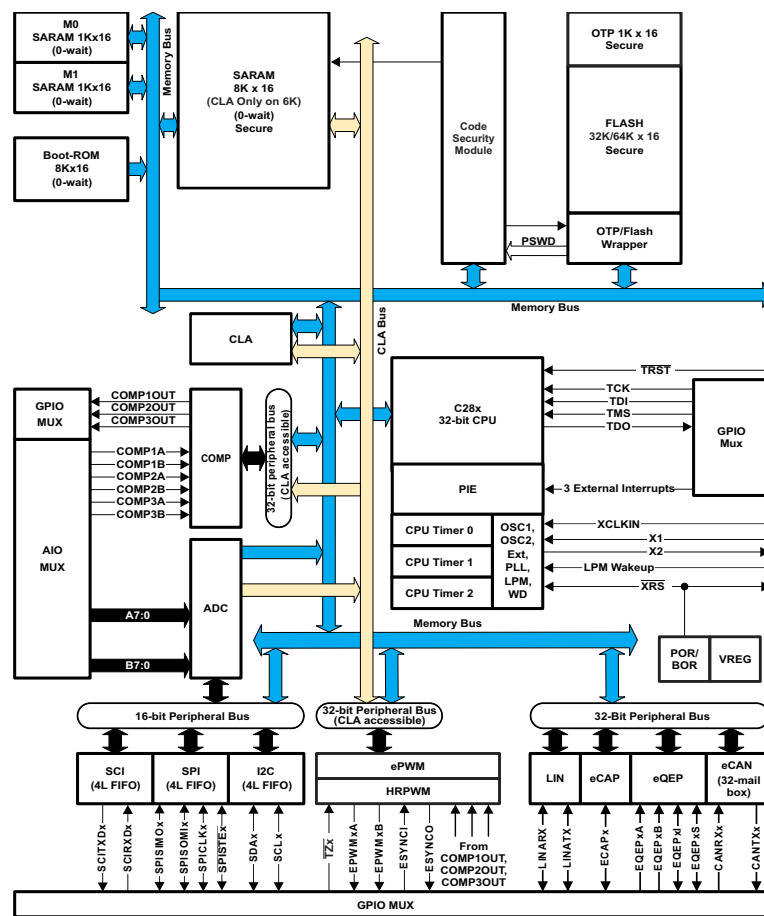 M0
SARAM 1Kx16
(0-wait)
M1
SARAM 1Kx16
(0-wait)
Boot-ROM
8Kx16
(0-wait)
Memory Bus
SARAM
8K x 16
(CLA Only on 6K)
(0-wait)
Secure
Code
Security
Module
OTP 1K x 16
Secure
FLASH
32K/64K x 16
Secure
OTP/Flash
Wrapper
PSWD
Memory Bus
CLA Bus
CLA
GPIO
MUX
COMP1OUT
COMP2OUT
COMP3OUT
COMP
COMP1A
COMP1B
COMP2A
COMP2B
COMP3A
COMP3B
32-bit peripheral bus
(CLA accessible)
AIO
MUX
A7:0
B7:0
ADC
C28x
32-bit CPU
PIE
CPU Timer 0
CPU Timer 1
CPU Timer 2
OSC1,
OSC2,
Ext,
PLL,
LPM,
WD
TRST
TCK
TDI
TMS
TDO
GPIO
Mux
3 External Interrupts
XCLKIN
X1
X2
LPM Wakeup
XRS
POR/
BOR
VREG
Memory Bus
16-bit Peripheral Bus
32-bit Peripheral Bus
(CLA accessible)
32-Bit Peripheral Bus
SCI
(4L FIFO)
SPI
(4L FIFO)
I2C
(4L FIFO)
ePWM
HRPWM
LIN
eCAP
eQEP
eCAN
(32-mail
box)
SCITXDx
SCIRXDx
SPISIMOx
SPISOMIx
SPICLKx
SPISTEx
SDAx
SCLx
TZx
EPWMxA
EPWMxB
ESYNCI
ESYNCO
From
COMP1OUT,
COMP2OUT,
COMP3OUT
LINARX
LINATX
ECAPx
EQEPxA
EQEPxB
EQEPxI
EQEPxS
CANRXx
CANTXx
GPIO MUX